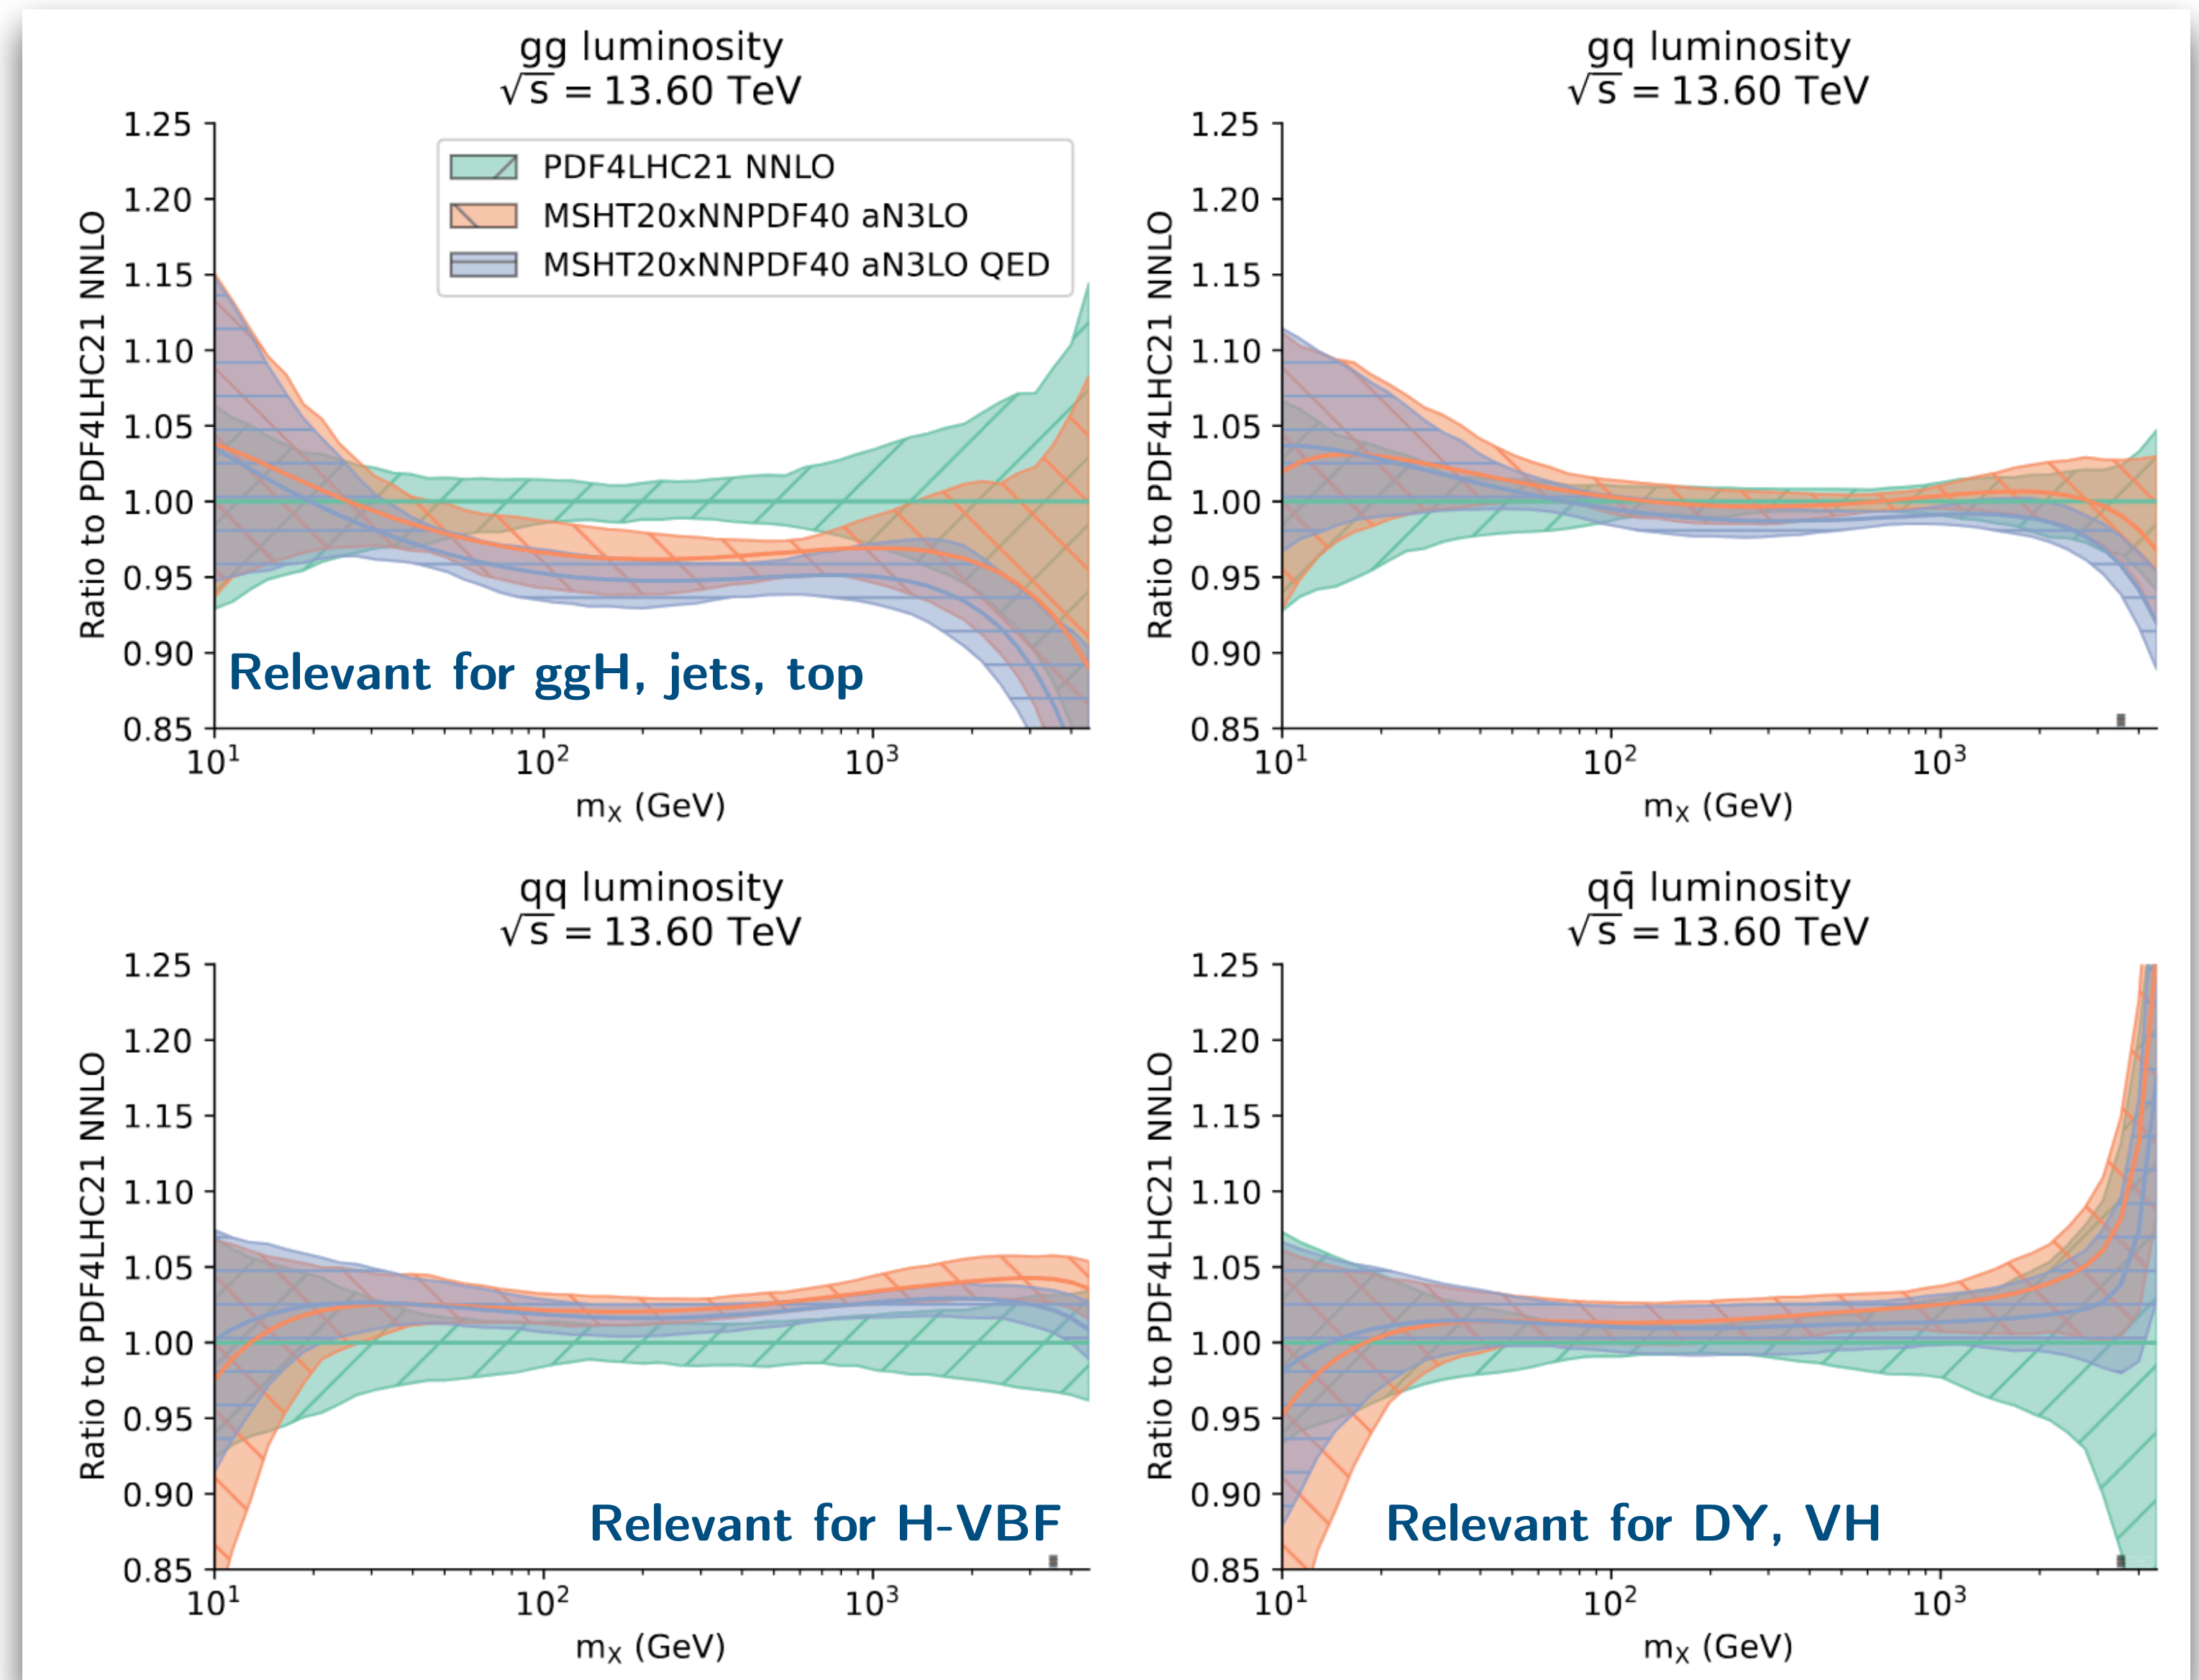 gg luminosity
√s = 13.60 TeV
Ratio to PDF4LHC21 NNLO
1.25
1.20
1.15
1.10
1.05
1.00
0.95
0.90
0.85
PDF4LHC21 NNLO
MSHT20xNNPDF40 aN3LO
MSHT20xNNPDF40 aN3LO QED
Relevant for ggH, jets, top
10¹ 10² 10³
mₓ (GeV)
gq luminosity
√s = 13.60 TeV
Ratio to PDF4LHC21 NNLO
1.25
1.20
1.15
1.10
1.05
1.00
0.95
0.90
0.85
10¹ 10² 10³
mₓ (GeV)
qq luminosity
√s = 13.60 TeV
Ratio to PDF4LHC21 NNLO
1.25
1.20
1.15
1.10
1.05
1.00
0.95
0.90
0.85
Relevant for H-VBF
10¹ 10² 10³
mₓ (GeV)
qq̄ luminosity
√s = 13.60 TeV
Ratio to PDF4LHC21 NNLO
1.25
1.20
1.15
1.10
1.05
1.00
0.95
0.90
0.85
Relevant for DY, VH
10¹ 10² 10³
mₓ (GeV)